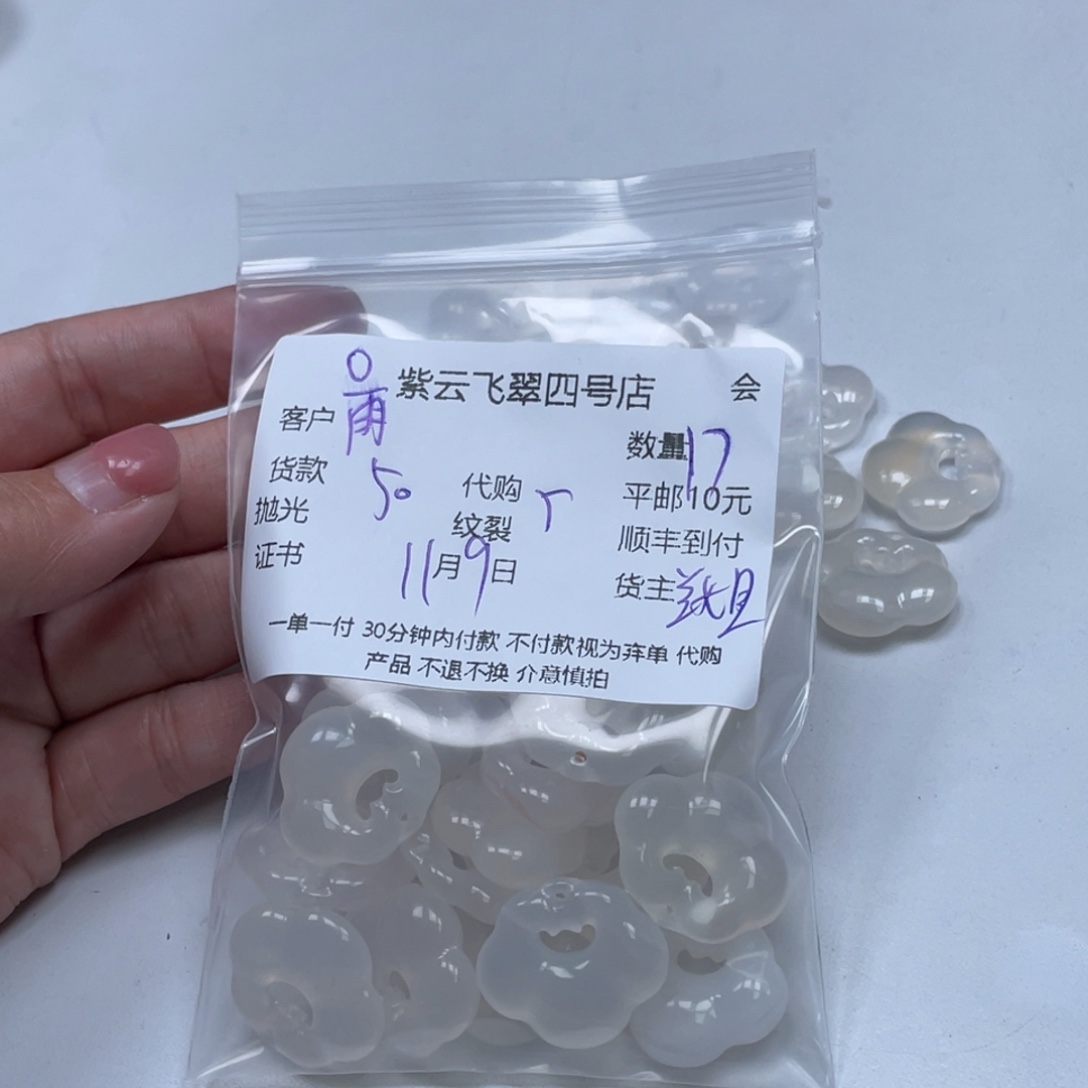 紫云飞翠四号店 会
客户 雨 数量 17
货款 50 代购 5 平邮10元
抛光 纹裂 顺丰到付
证书 11月9日 货主
一单一付 30分钟内付款 不付款视为弃单 代购
产品 不退不换 介意慎拍